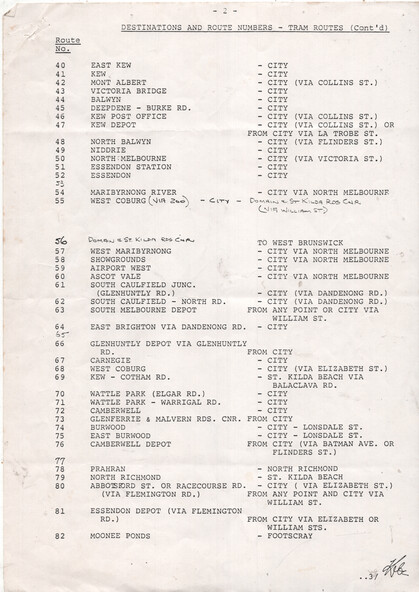 - 2 -
DESTINATIONS AND ROUTE NUMBERS - TRAM ROUTES (Cont'd)
Route
No.
40 EAST KEW - CITY
41 KEW - CITY
42 MONT ALBERT - CITY (VIA COLLINS ST.)
43 VICTORIA BRIDGE - CITY
44 BALWYN - CITY
45 DEEPDENE - BURKE RD. - CITY
46 KEW POST OFFICE - CITY (VIA COLLINS ST.)
47 KEW DEPOT - CITY (VIA COLLINS ST.) OR
FROM CITY VIA LA TROBE ST.
48 NORTH BALWYN - CITY (VIA FLINDERS ST.)
49 NIDDRIE - CITY
50 NORTH MELBOURNE - CITY (VIA VICTORIA ST.)
51 ESSENDON STATION - CITY
52 ESSENDON - CITY
53
54 MARIBYRNONG RIVER - CITY VIA NORTH MELBOURNE
55 WEST COBURG (VIA ZOO) - CITY - DOMAIN & ST KILDA RDS CNR
(VIA WILLIAM ST)
56 DOMAIN & ST KILDA RDS CNR TO WEST BRUNSWICK
57 WEST MARIBYRNONG - CITY VIA NORTH MELBOURNE
58 SHOWGROUNDS - CITY VIA NORTH MELBOURNE
59 AIRPORT WEST - CITY
60 ASCOT VALE - CITY VIA NORTH MELBOURNE
61 SOUTH CAULFIELD JUNC.
(GLENHUNTLY RD.) - CITY (VIA DANDENONG RD.)
62 SOUTH CAULFIELD - NORTH RD. - CITY (VIA DANDENONG RD.)
63 SOUTH MELBOURNE DEPOT FROM ANY POINT OR CITY VIA
WILLIAM ST.
64 EAST BRIGHTON VIA DANDENONG RD. - CITY
65
66 GLENHUNTLY DEPOT VIA GLENHUNTLY
RD. FROM CITY
67 CARNEGIE - CITY
68 WEST COBURG - CITY (VIA ELIZABETH ST.)
69 KEW - COTHAM RD. - ST. KILDA BEACH VIA
BALACLAVA RD.
70 WATTLE PARK (ELGAR RD.) - CITY
71 WATTLE PARK - WARRIGAL RD. - CITY
72 CAMBERWELL - CITY
73 GLENFERRIE & MALVERN RDS. CNR. FROM CITY
74 BURWOOD - CITY - LONSDALE ST.
75 EAST BURWOOD - CITY - LONSDALE ST.
76 CAMBERWELL DEPOT - CITY (VIA BATMAN AVE. OR
FLINDERS ST.)
77
78 PRAHRAN - NORTH RICHMOND
79 NORTH RICHMOND - ST. KILDA BEACH
80 ABBOTSFORD ST. OR RACECOURSE RD. - CITY ( VIA ELIZABETH ST.)
(VIA FLEMINGTON RD.) FROM ANY POINT AND CITY VIA
WILLIAM ST.
81 ESSENDON DEPOT (VIA FLEMINGTON
RD.) FROM CITY VIA ELIZABETH OR
WILLIAM STS.
82 MOONEE PONDS - FOOTSCRAY